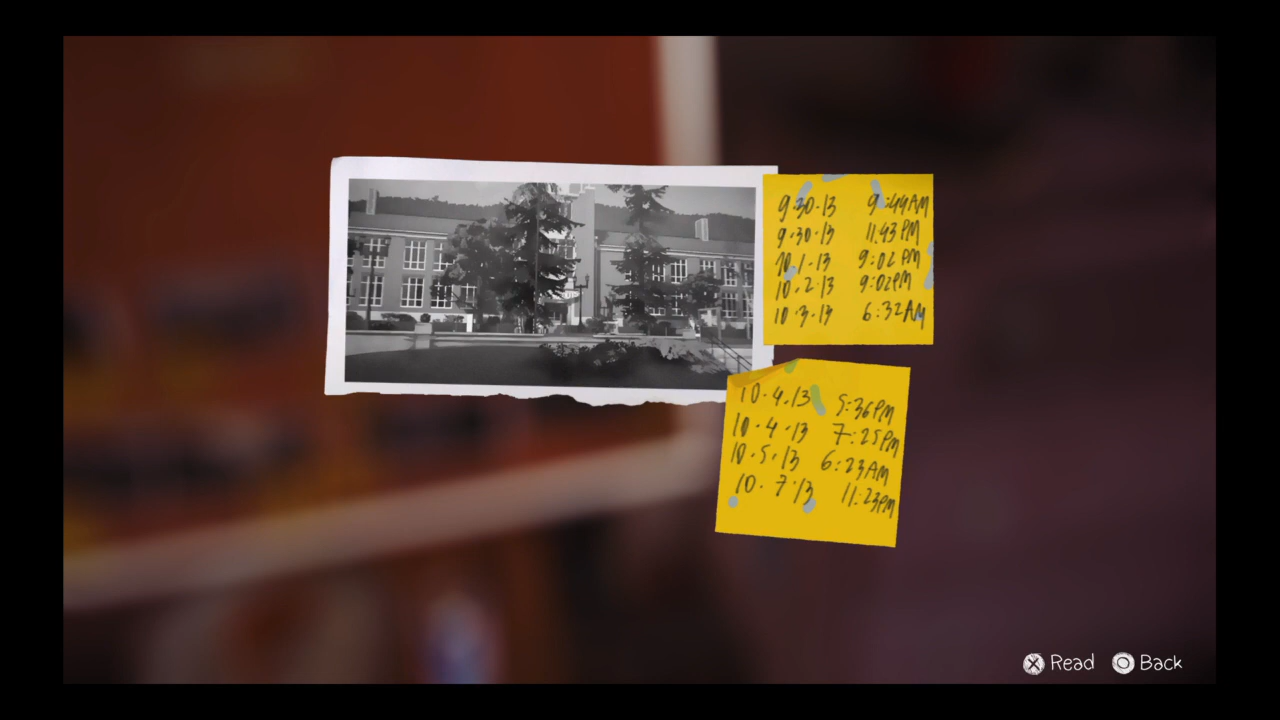 9.30.13 9:44AM
9.30.13 11.43PM
10.1.13 9:02PM
10.2.13 9:02PM
10.3.13 6:32AM
10.4.13 5:36PM
10.4.13 7:25PM
10.5.13 6:23AM
10.7.13 11:23PM
Read Back